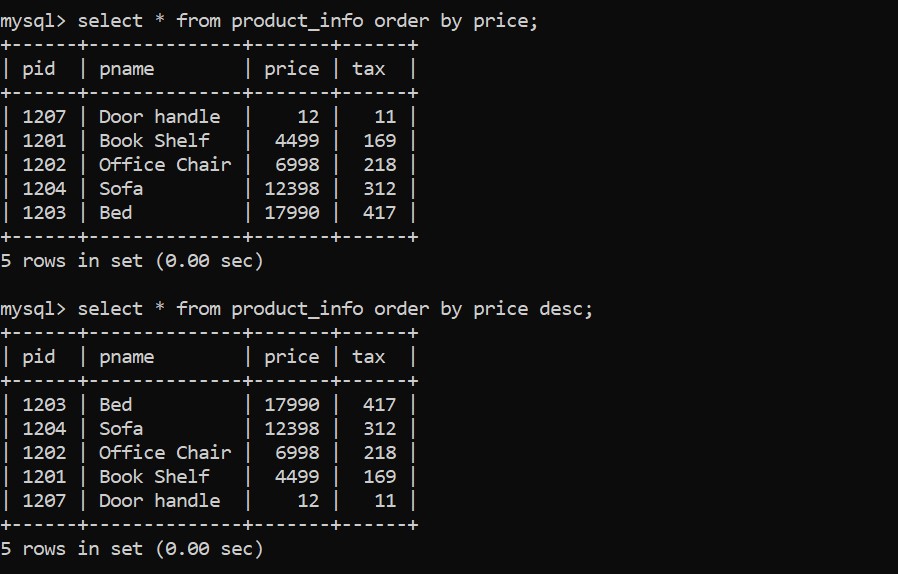 mysql> select * from product_info order by price;
+------+--------------+-------+------+
| pid  | pname        | price | tax  |
+------+--------------+-------+------+
| 1207 | Door handle  |    12 |   11 |
| 1201 | Book Shelf   |  4499 |  169 |
| 1202 | Office Chair |  6998 |  218 |
| 1204 | Sofa         | 12398 |  312 |
| 1203 | Bed          | 17990 |  417 |
+------+--------------+-------+------+
5 rows in set (0.00 sec)
mysql> select * from product_info order by price desc;
+------+--------------+-------+------+
| pid  | pname        | price | tax  |
+------+--------------+-------+------+
| 1203 | Bed          | 17990 |  417 |
| 1204 | Sofa         | 12398 |  312 |
| 1202 | Office Chair |  6998 |  218 |
| 1201 | Book Shelf   |  4499 |  169 |
| 1207 | Door handle  |    12 |   11 |
+------+--------------+-------+------+
5 rows in set (0.00 sec)